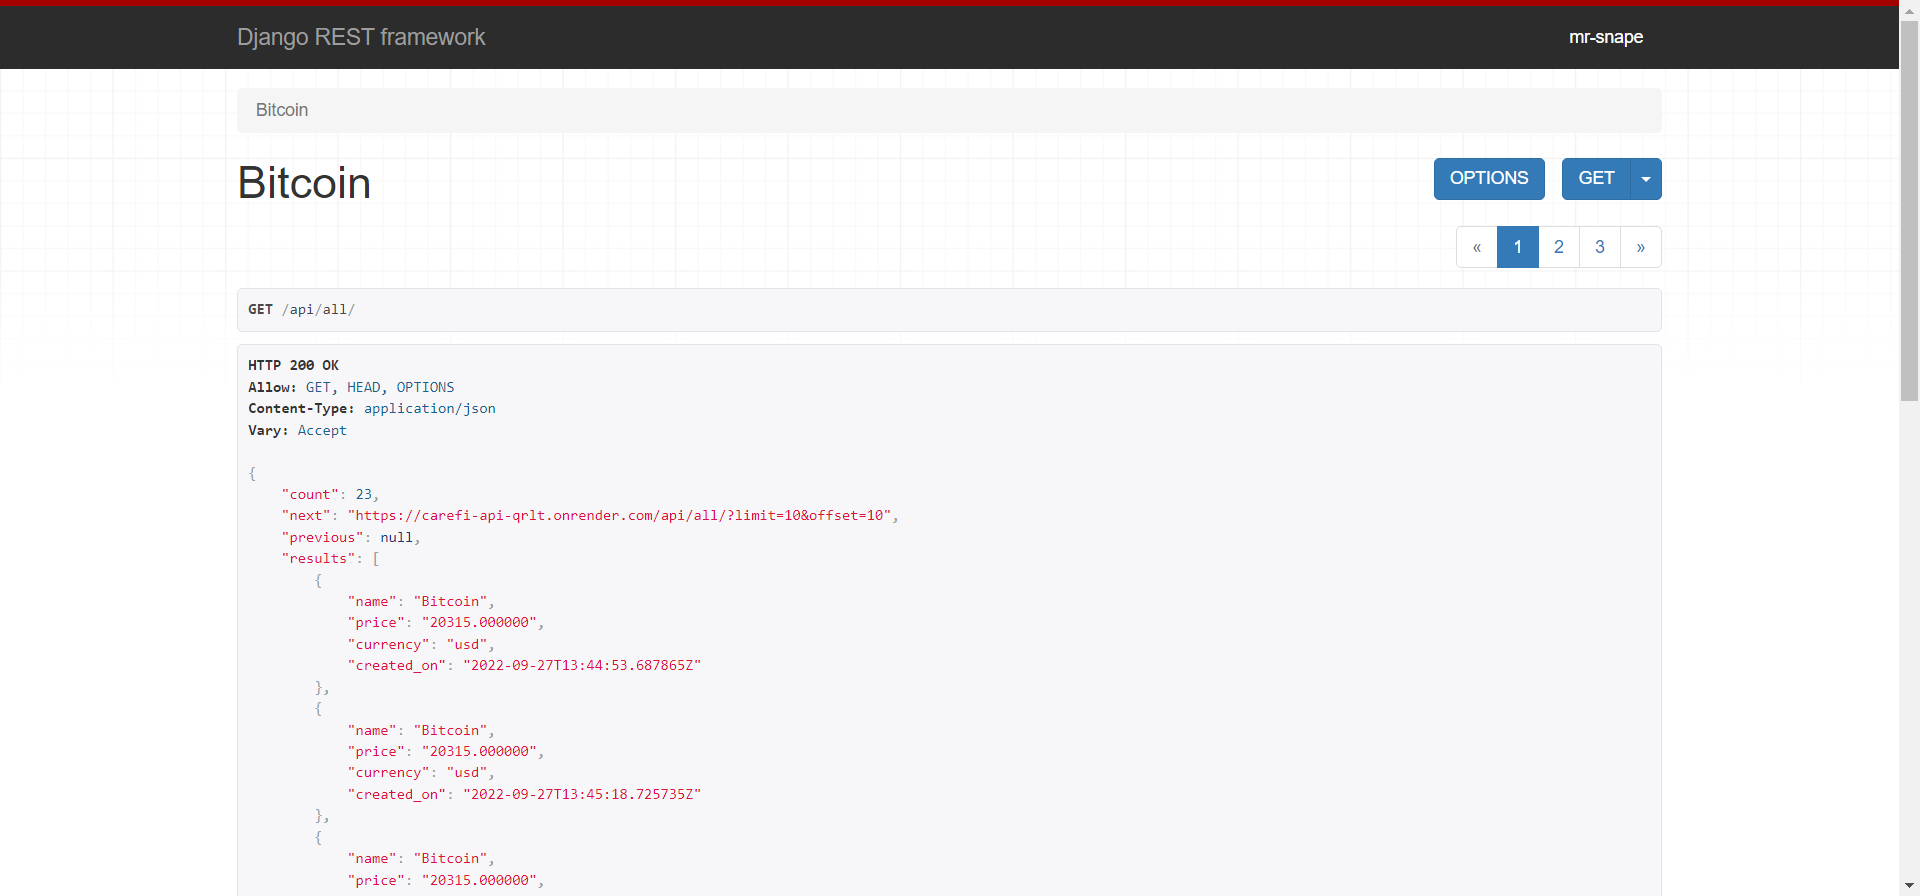 Django REST framework
mr-snape
Bitcoin
Bitcoin
OPTIONS
GET
« 1 2 3 »
GET /api/all/
HTTP 200 OK
Allow: GET, HEAD, OPTIONS
Content-Type: application/json
Vary: Accept
{
    "count": 23,
    "next": "https://carefi-api-qrlt.onrender.com/api/all/?limit=10&offset=10",
    "previous": null,
    "results": [
        {
            "name": "Bitcoin",
            "price": "20315.000000",
            "currency": "usd",
            "created_on": "2022-09-27T13:44:53.687865Z"
        },
        {
            "name": "Bitcoin",
            "price": "20315.000000",
            "currency": "usd",
            "created_on": "2022-09-27T13:45:18.725735Z"
        },
        {
            "name": "Bitcoin",
            "price": "20315.000000",